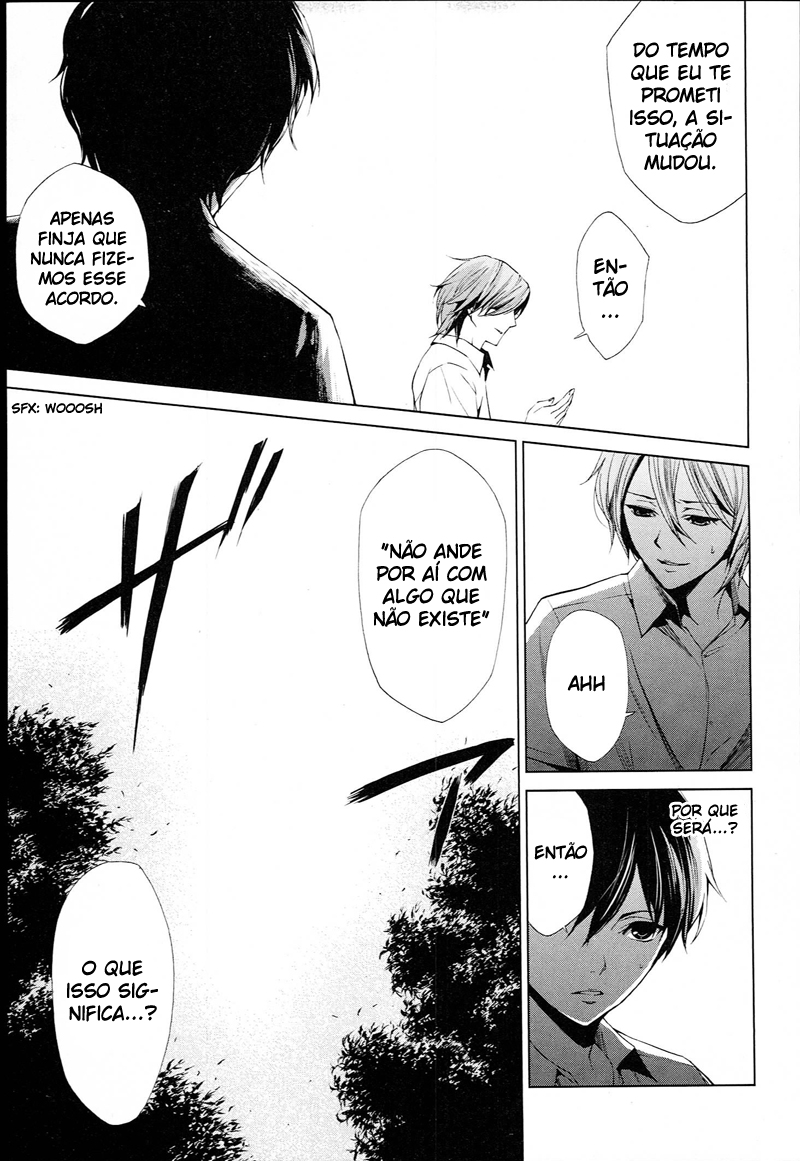 DO TEMPO
QUE EU TE
PROMETI
ISSO, A SI-
TUAÇÃO
MUDOU.
EN-
TÃO
...
APENAS
FINJA QUE
NUNCA FIZE-
MOS ESSE
ACORDO.
SFX: WOOOSH
AHH
POR QUE
SERÁ...?
ENTÃO
...
"NÃO ANDE
POR AÍ COM
ALGO QUE
NÃO EXISTE"
ザァ
O QUE
ISSO SIG-
NIFICA...?